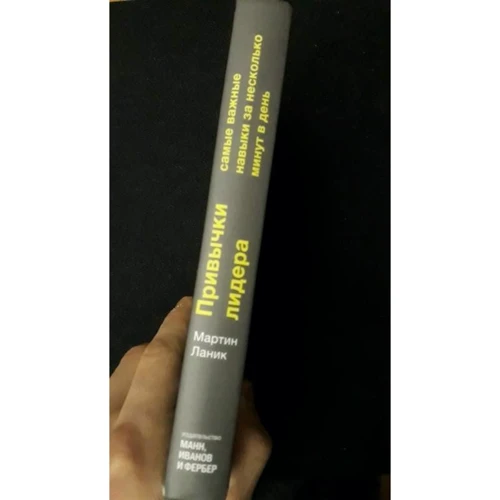 Привычки
лидера
самые важные
навыки за несколько
минут в день
Мартин
Ланик
ИЗДАТЕЛЬСТВО
МАНН,
ИВАНОВ
И ФЕРБЕР